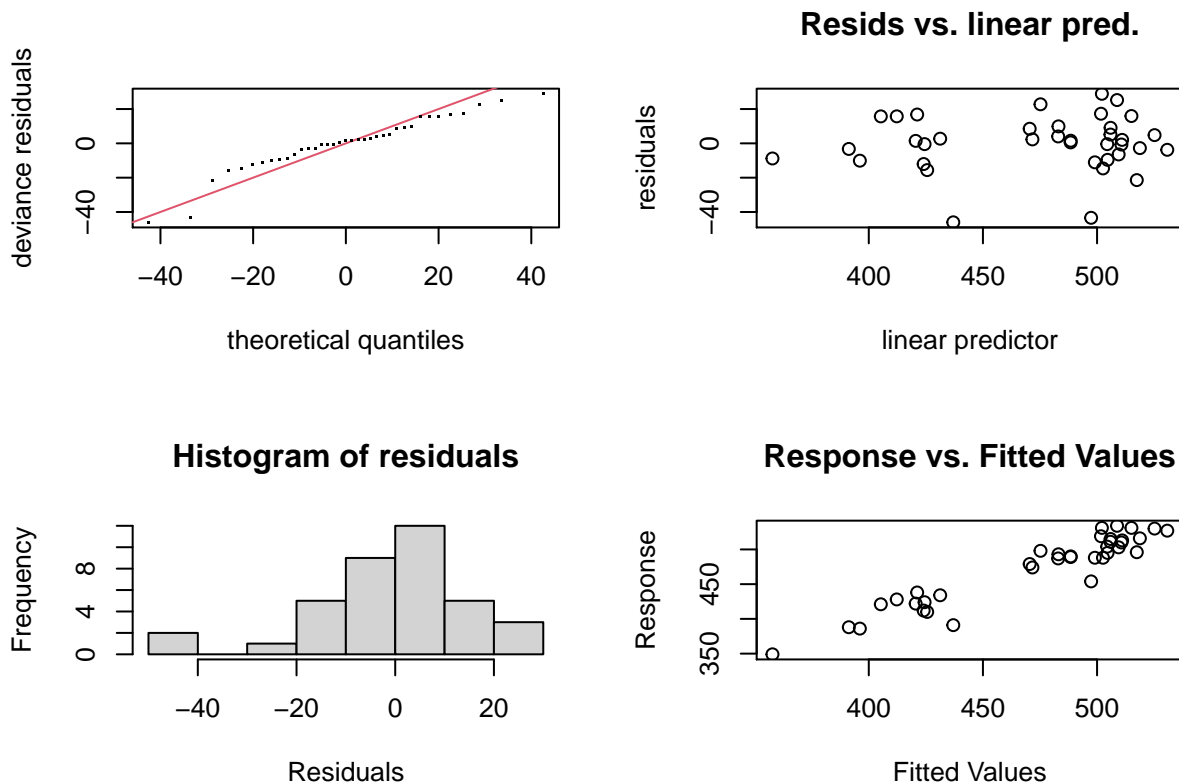 deviance residuals
−40
0
−40
−20
0
20
40
theoretical quantiles
Resids vs. linear pred.
residuals
−40
0
400
450
500
linear predictor
Histogram of residuals
Frequency
0
4
8
−40
−20
0
20
Residuals
Response vs. Fitted Values
Response
350
450
400
450
500
Fitted Values